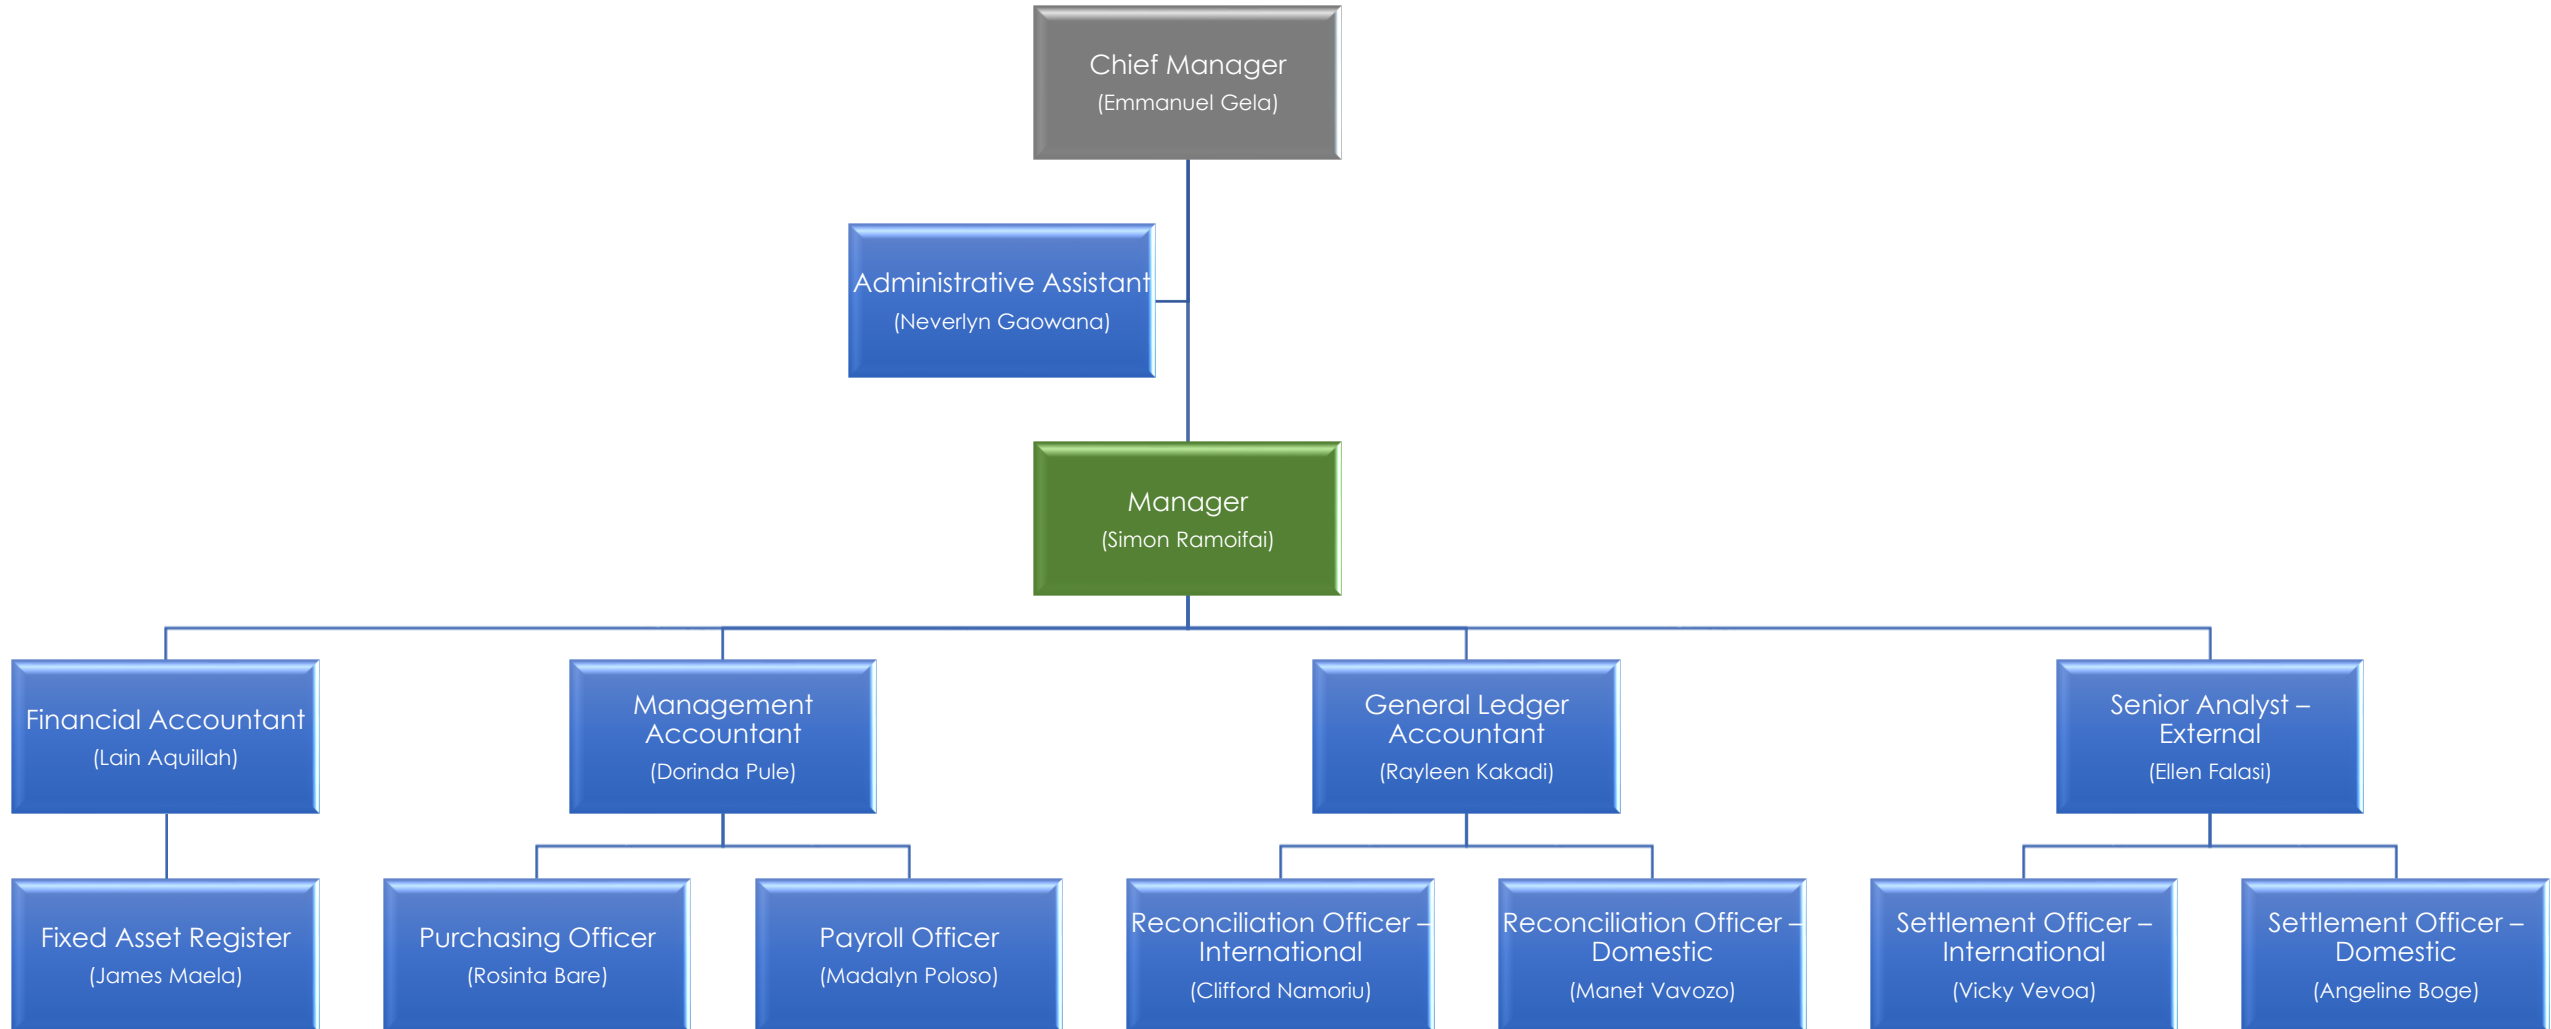 Chief Manager
(Emmanuel Gela)
Administrative Assistant
(Neverlyn Gaowana)
Manager
(Simon Ramoifai)
Financial Accountant
(Lain Aquillah)
Management
Accountant
(Dorinda Pule)
General Ledger
Accountant
(Rayleen Kakadi)
Senior Analyst –
External
(Ellen Falasi)
Fixed Asset Register
(James Maela)
Purchasing Officer
(Rosinta Bare)
Payroll Officer
(Madalyn Poloso)
Reconciliation Officer –
International
(Clifford Namoriu)
Reconciliation Officer –
Domestic
(Manet Vavozo)
Settlement Officer –
International
(Vicky Vevoa)
Settlement Officer –
Domestic
(Angeline Boge)